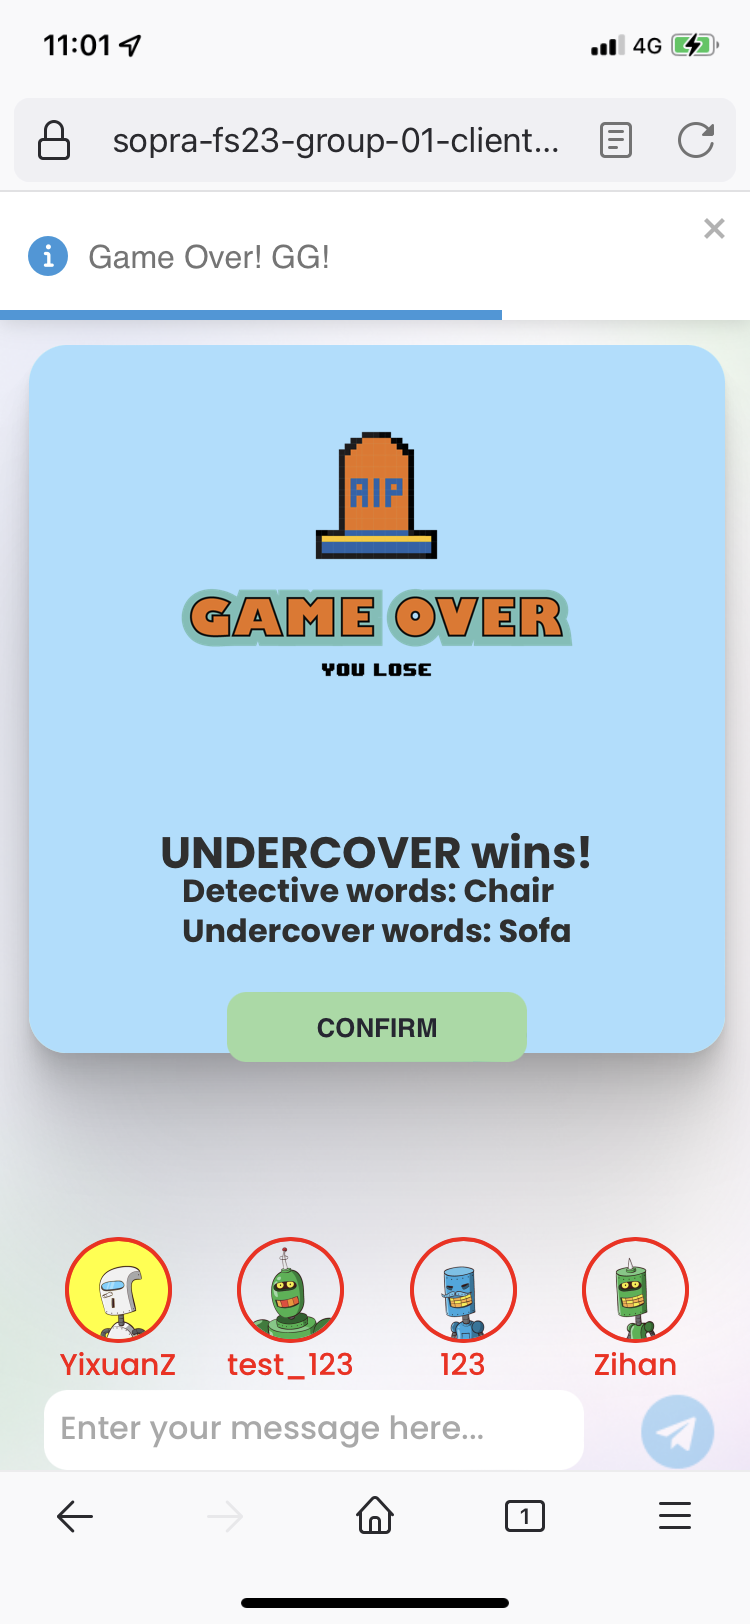 11:01
4G
sopra-fs23-group-01-client...
Game Over! GG!
RIP
GAME OVER
YOU LOSE
UNDERCOVER wins!
Detective words: Chair
Undercover words: Sofa
CONFIRM
YixuanZ
test_123
123
Zihan
Enter your message here...
1